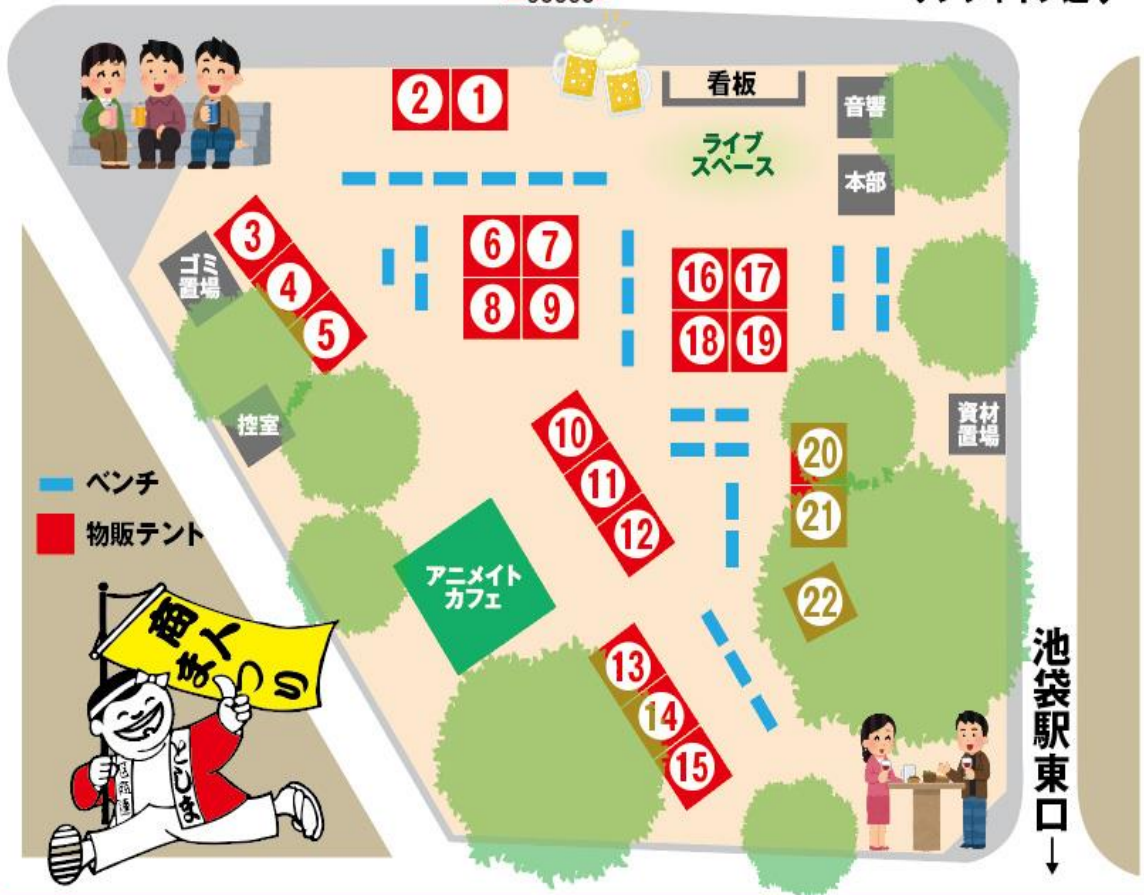 看板
音響
ライブ
スペース
本部
2
1
3
4
5
ゴミ
置場
6
7
8
9
16
17
18
19
控室
10
11
12
資材
置場
20
21
22
ベンチ
物販テント
アニメイト
カフェ
13
14
15
商人
まつり
としま
池袋駅東口→